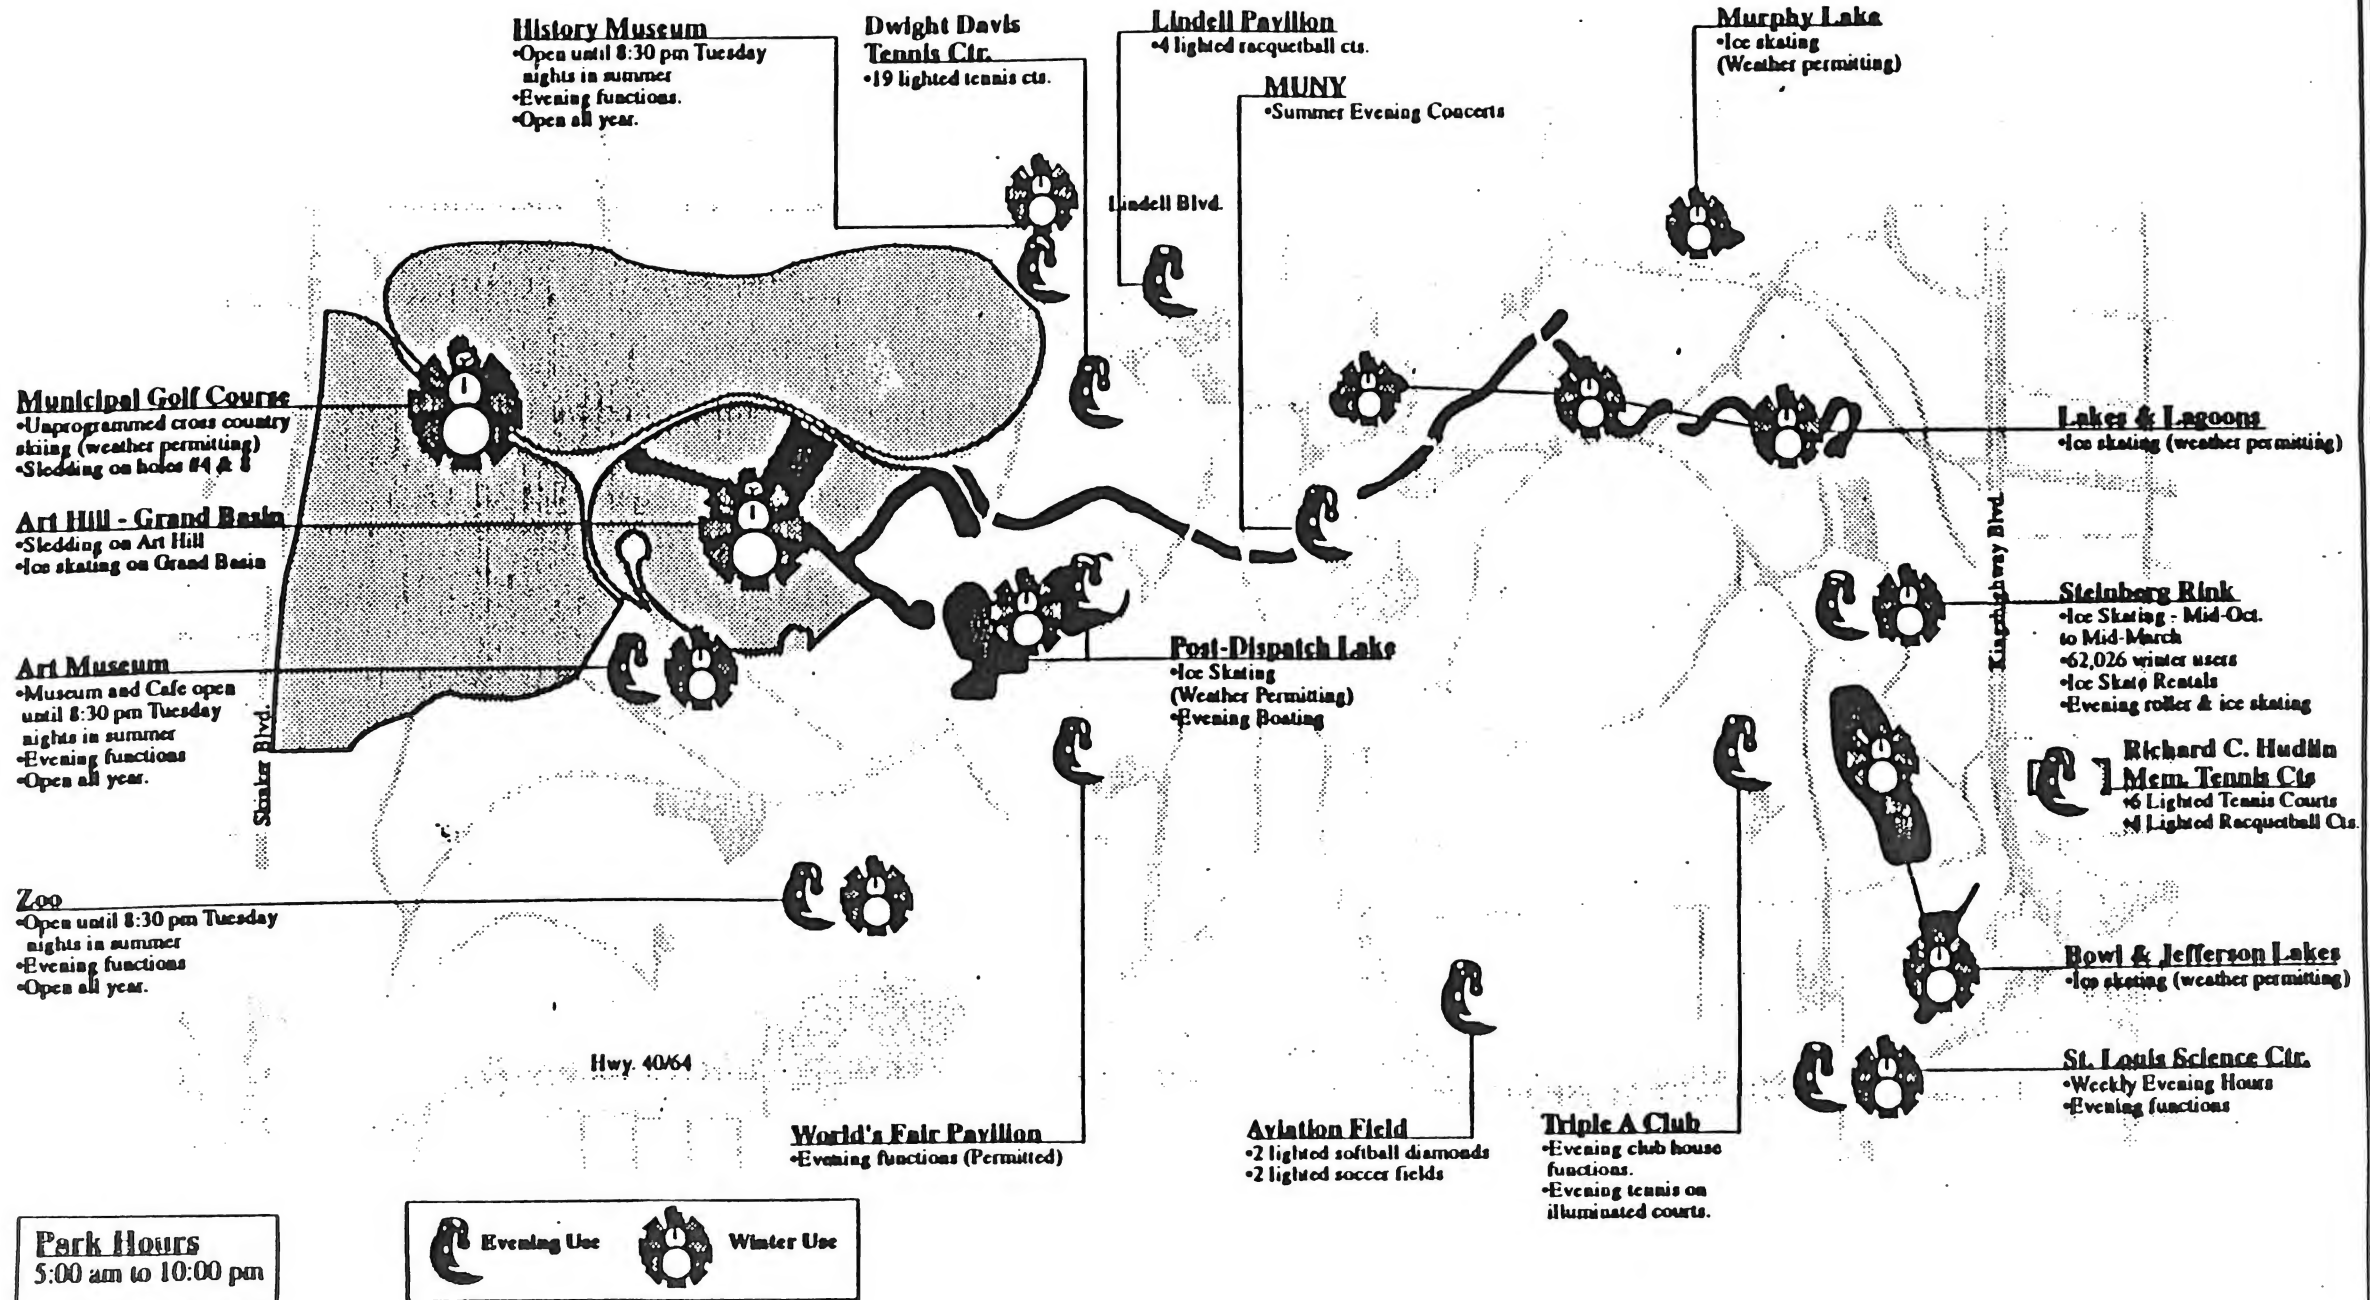 History Museum
•Open until 8:30 pm Tuesday
nights in summer
•Evening functions.
•Open all year.
Dwight Davis
Tennis Ctr.
•19 lighted tennis cts.
Lindell Pavilion
•4 lighted racquetball cts.
MUNY
•Summer Evening Concerts
Murphy Lake
•Ice skating
(Weather permitting)
Lindell Blvd.
Municipal Golf Course
•Unprogrammed cross country
skiing (weather permitting)
•Sledding on holes #4 & 8
Art Hill - Grand Basin
•Sledding on Art Hill
•Ice skating on Grand Basin
Art Museum
•Museum and Cafe open
until 8:30 pm Tuesday
nights in summer
•Evening functions
•Open all year.
Skinker Blvd.
Zoo
•Open until 8:30 pm Tuesday
nights in summer
•Evening functions
•Open all year.
Post-Dispatch Lake
•Ice Skating
(Weather Permitting)
•Evening Boating
Lakes & Lagoons
•Ice skating (weather permitting)
Kingshighway Blvd.
Steinberg Rink
•Ice Skating - Mid-Oct.
to Mid-March
•62,026 winter users
•Ice Skate Rentals
•Evening roller & ice skating
Richard C. Hudlin
Mem. Tennis Cts
•6 Lighted Tennis Courts
•4 Lighted Racquetball Cts.
Bowl & Jefferson Lakes
•Ice skating (weather permitting)
St. Louis Science Ctr.
•Weekly Evening Hours
•Evening functions
Hwy. 40/64
World's Fair Pavilion
•Evening functions (Permitted)
Aviation Field
•2 lighted softball diamonds
•2 lighted soccer fields
Triple A Club
•Evening club house
functions.
•Evening tennis on
illuminated courts.
Park Hours
5:00 am to 10:00 pm
Evening Use
Winter Use